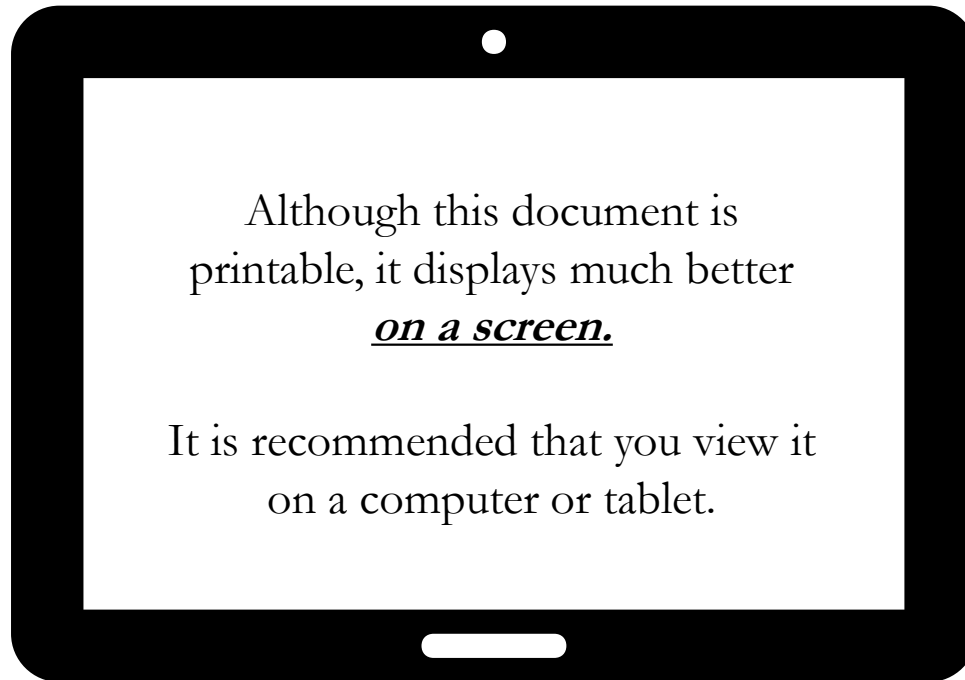 Although this document is
printable, it displays much better
on a screen.
It is recommended that you view it
on a computer or tablet.